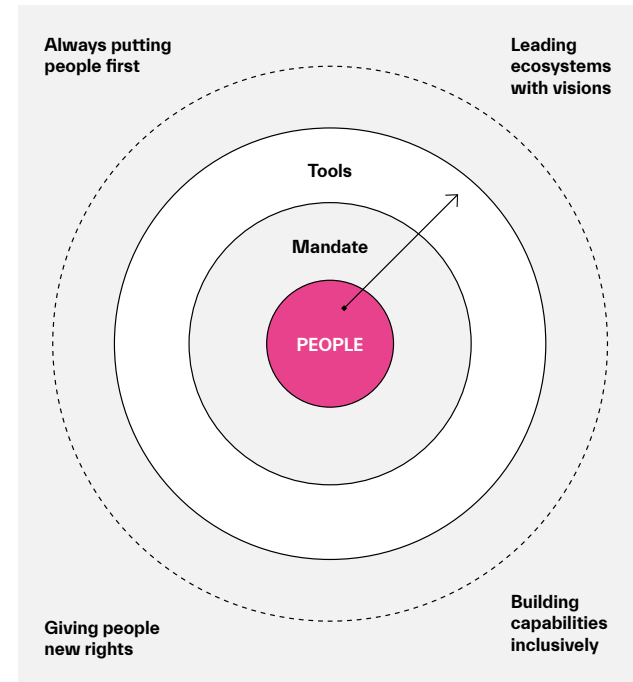 Always putting
people first
Leading
ecosystems
with visions
Tools
Mandate
PEOPLE
Giving people
new rights
Building
capabilities
inclusively